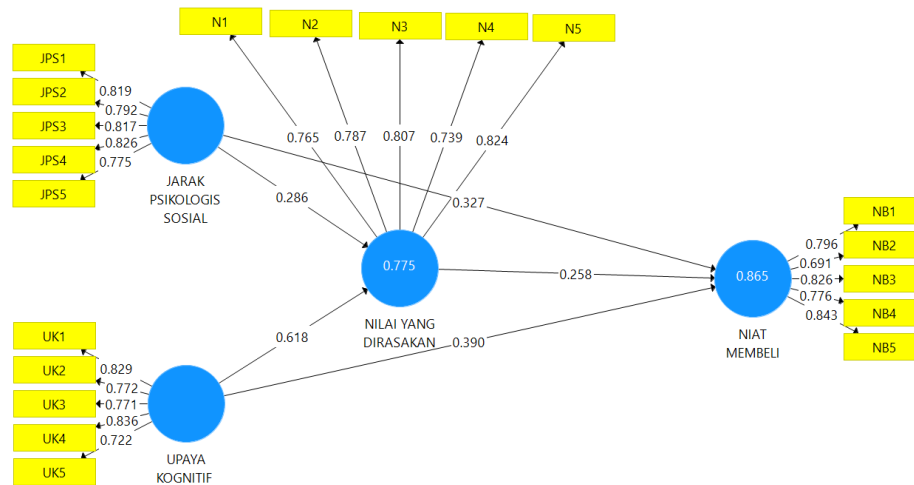 N1
N2
N3
N4
N5
JPS1
JPS2
JPS3
JPS4
JPS5
0.819
0.792
0.817
0.826
0.775
JARAK
PSIKOLOGIS
SOSIAL
0.765
0.787
0.807
0.739
0.824
0.286
0.327
0.775
NILAI YANG
DIRASAKAN
0.258
0.618
0.390
0.865
NIAT
MEMBELI
NB1
NB2
NB3
NB4
NB5
0.796
0.691
0.826
0.776
0.843
UK1
UK2
UK3
UK4
UK5
0.829
0.772
0.771
0.836
0.722
UPAYA
KOGNITIF